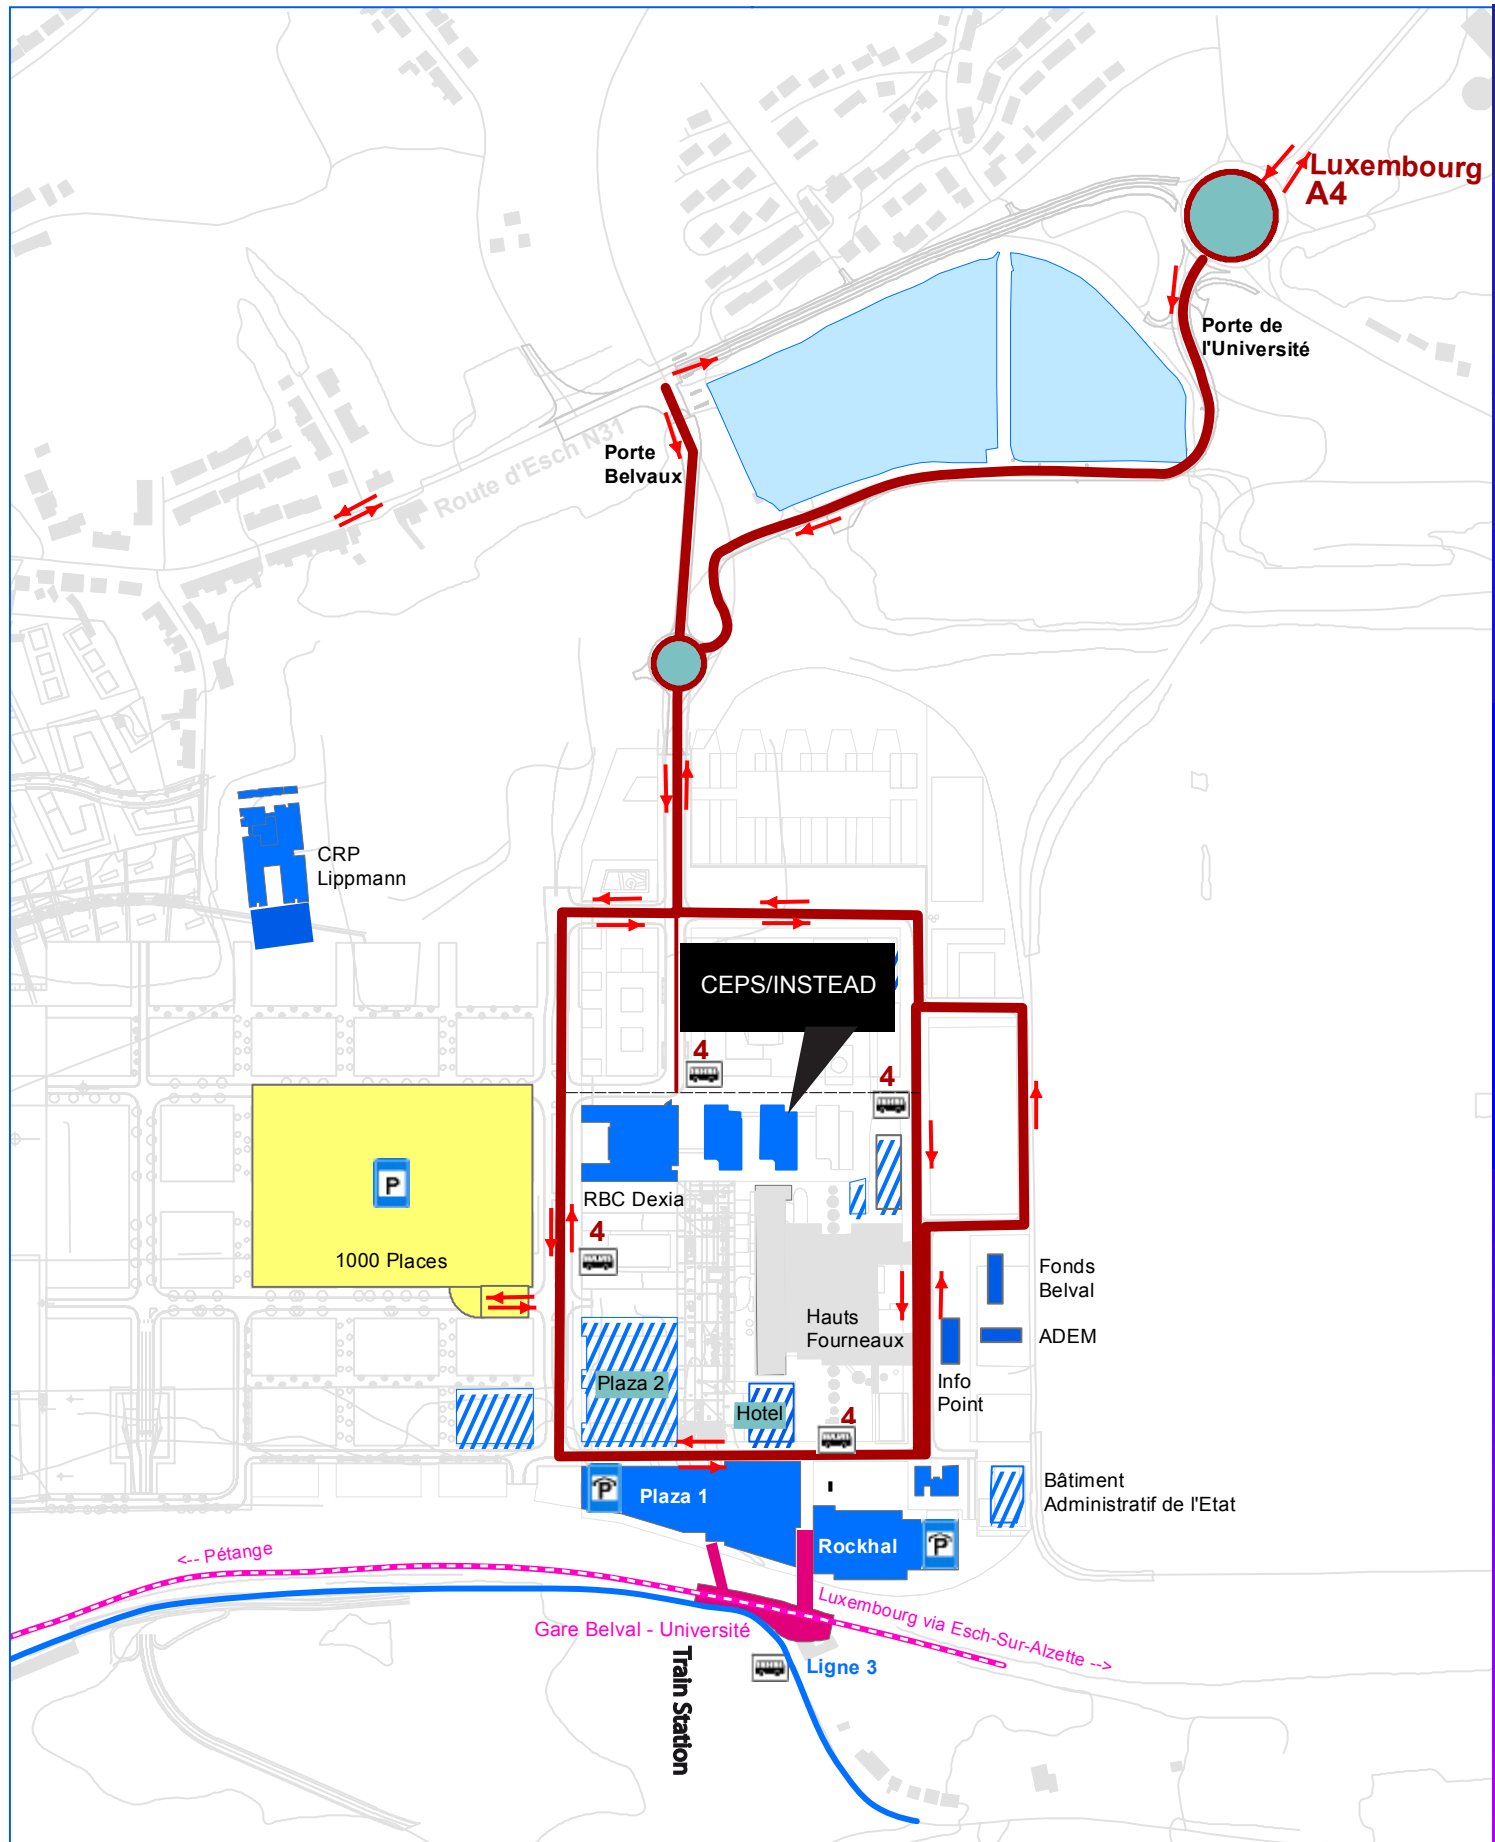 Luxembourg
A4
Porte de
l'Université
Porte
Belvaux
Route d'Esch N31
CRP
Lippmann
CEPS/INSTEAD
4
4
P
RBC Dexia
4
1000 Places
Fonds
Belval
Hauts
Fourneaux
ADEM
Info
Point
Plaza 2
Hotel
4
P
Plaza 1
Bâtiment
Administratif de l'Etat
Rockhal
P
<-- Pétange
Luxembourg via Esch-Sur-Alzette -->
Gare Belval - Université
Train Station
Ligne 3